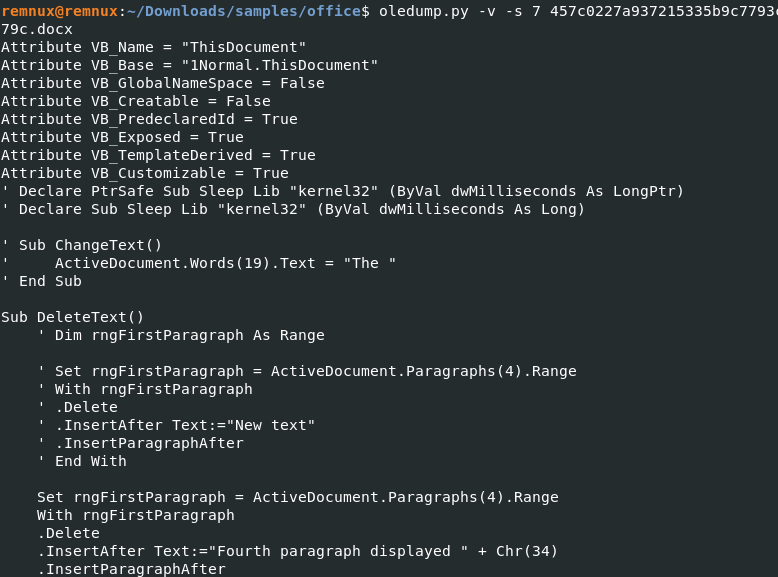 remnux@remnux:~/Downloads/samples/office$ oledump.py -v -s 7 457c0227a937215335b9c7793
79c.docx
Attribute VB_Name = "ThisDocument"
Attribute VB_Base = "1Normal.ThisDocument"
Attribute VB_GlobalNameSpace = False
Attribute VB_Creatable = False
Attribute VB_PredeclaredId = True
Attribute VB_Exposed = True
Attribute VB_TemplateDerived = True
Attribute VB_Customizable = True
' Declare PtrSafe Sub Sleep Lib "kernel32" (ByVal dwMilliseconds As LongPtr)
' Declare Sub Sleep Lib "kernel32" (ByVal dwMilliseconds As Long)

' Sub ChangeText()
'     ActiveDocument.Words(19).Text = "The "
' End Sub

Sub DeleteText()
    ' Dim rngFirstParagraph As Range

    ' Set rngFirstParagraph = ActiveDocument.Paragraphs(4).Range
    ' With rngFirstParagraph
    ' .Delete
    ' .InsertAfter Text:="New text"
    ' .InsertParagraphAfter
    ' End With

    Set rngFirstParagraph = ActiveDocument.Paragraphs(4).Range
    With rngFirstParagraph
    .Delete
    .InsertAfter Text:="Fourth paragraph displayed " + Chr(34)
    .InsertParagraphAfter